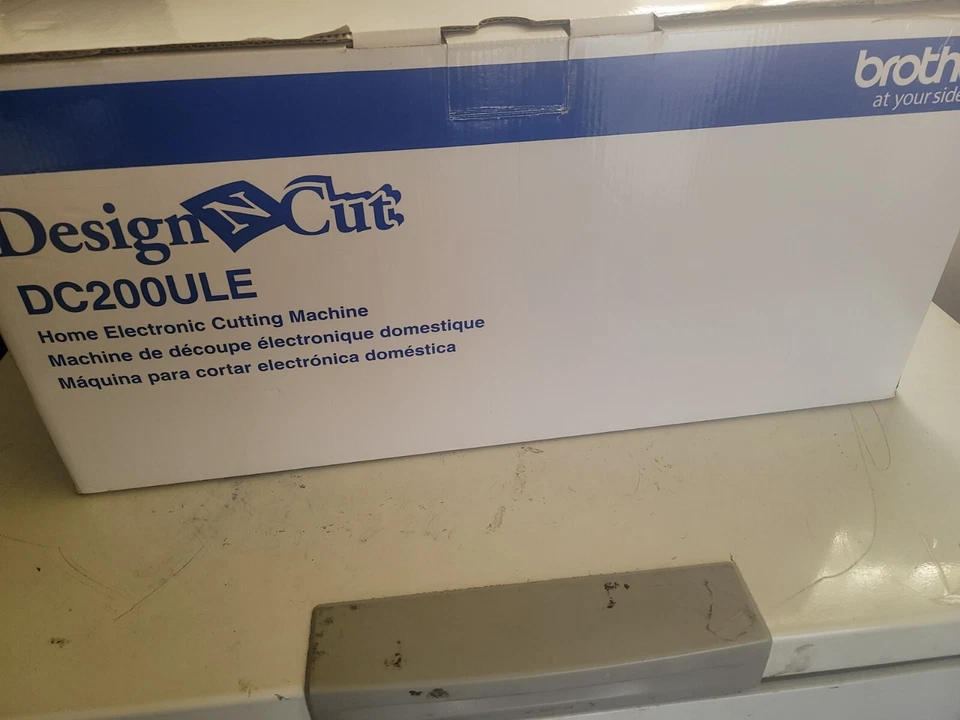 broth
at your side
Design N Cut
DC200ULE
Home Electronic Cutting Machine
Machine de découpe électronique domestique
Máquina para cortar electrónica doméstica